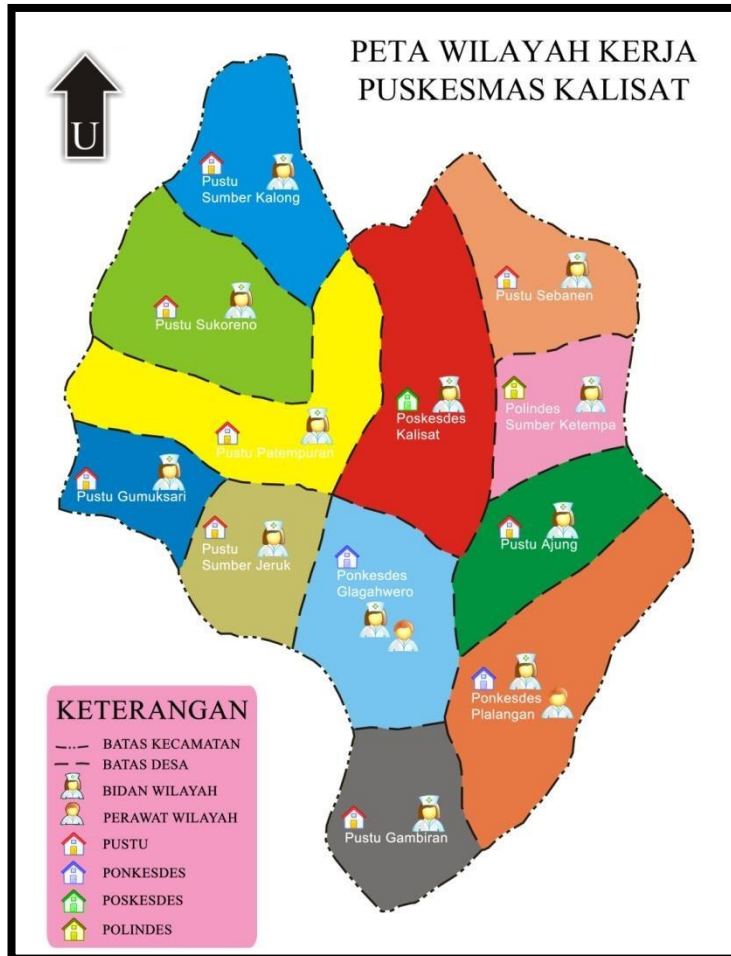 PETA WILAYAH KERJA
PUSKESMAS KALISAT
U
Pustu
Sumber Kalong
Pustu Sukoreno
Pustu Sebanen
Poskesdes
Kalisat
Polindes
Sumber Ketempa
Pustu Patempuran
Pustu Gumuksari
Pustu
Sumber Jeruk
Pustu Ajung
Ponkesdes
Glagahwero
Ponkesdes
Plalangan
Pustu Gambiran
KETERANGAN
BATAS KECAMATAN
BATAS DESA
BIDAN WILAYAH
PERAWAT WILAYAH
PUSTU
PONKESDES
POSKESDES
POLINDES